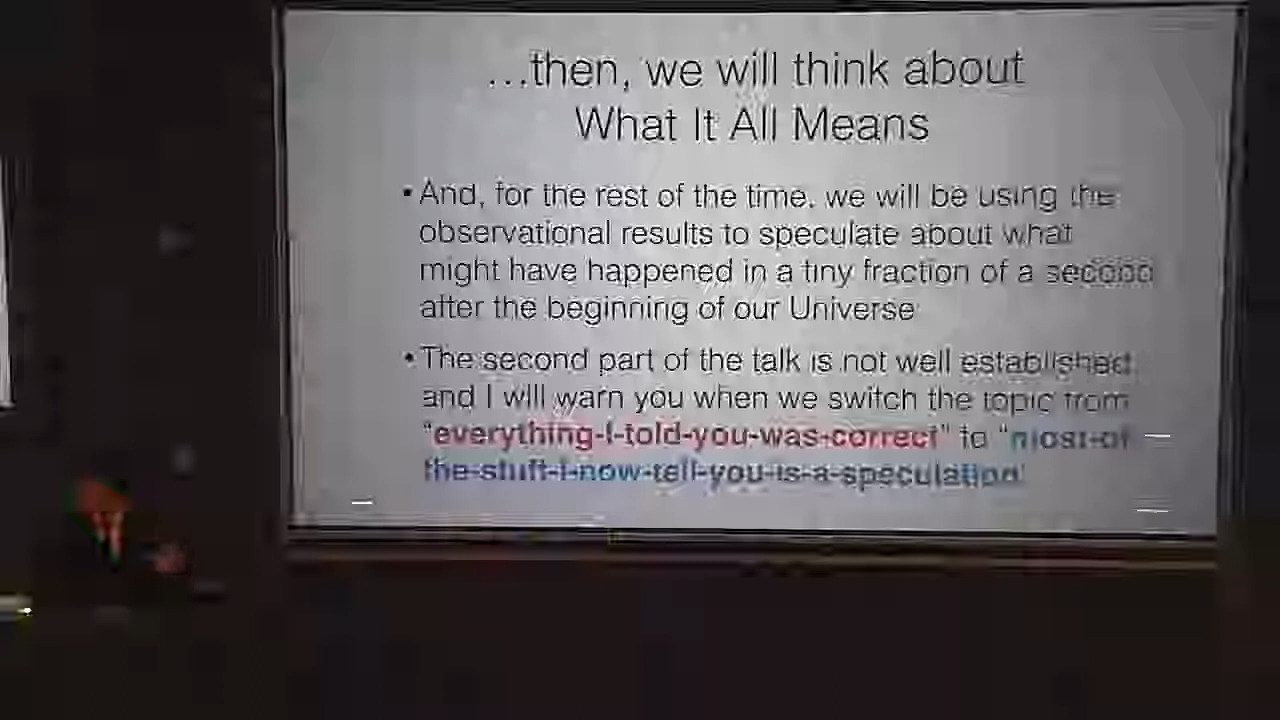 ...then, we will think about
What It All Means
• And, for the rest of the time, we will be using the
observational results to speculate about what
might have happened in a tiny fraction of a second
after the beginning of our Universe
• The second part of the talk is not well established
and I will warn you when we switch the topic from
"everything-I-told-you-was-correct" to "most-of
the-stuff-I-now-tell-you-is-a-speculation"